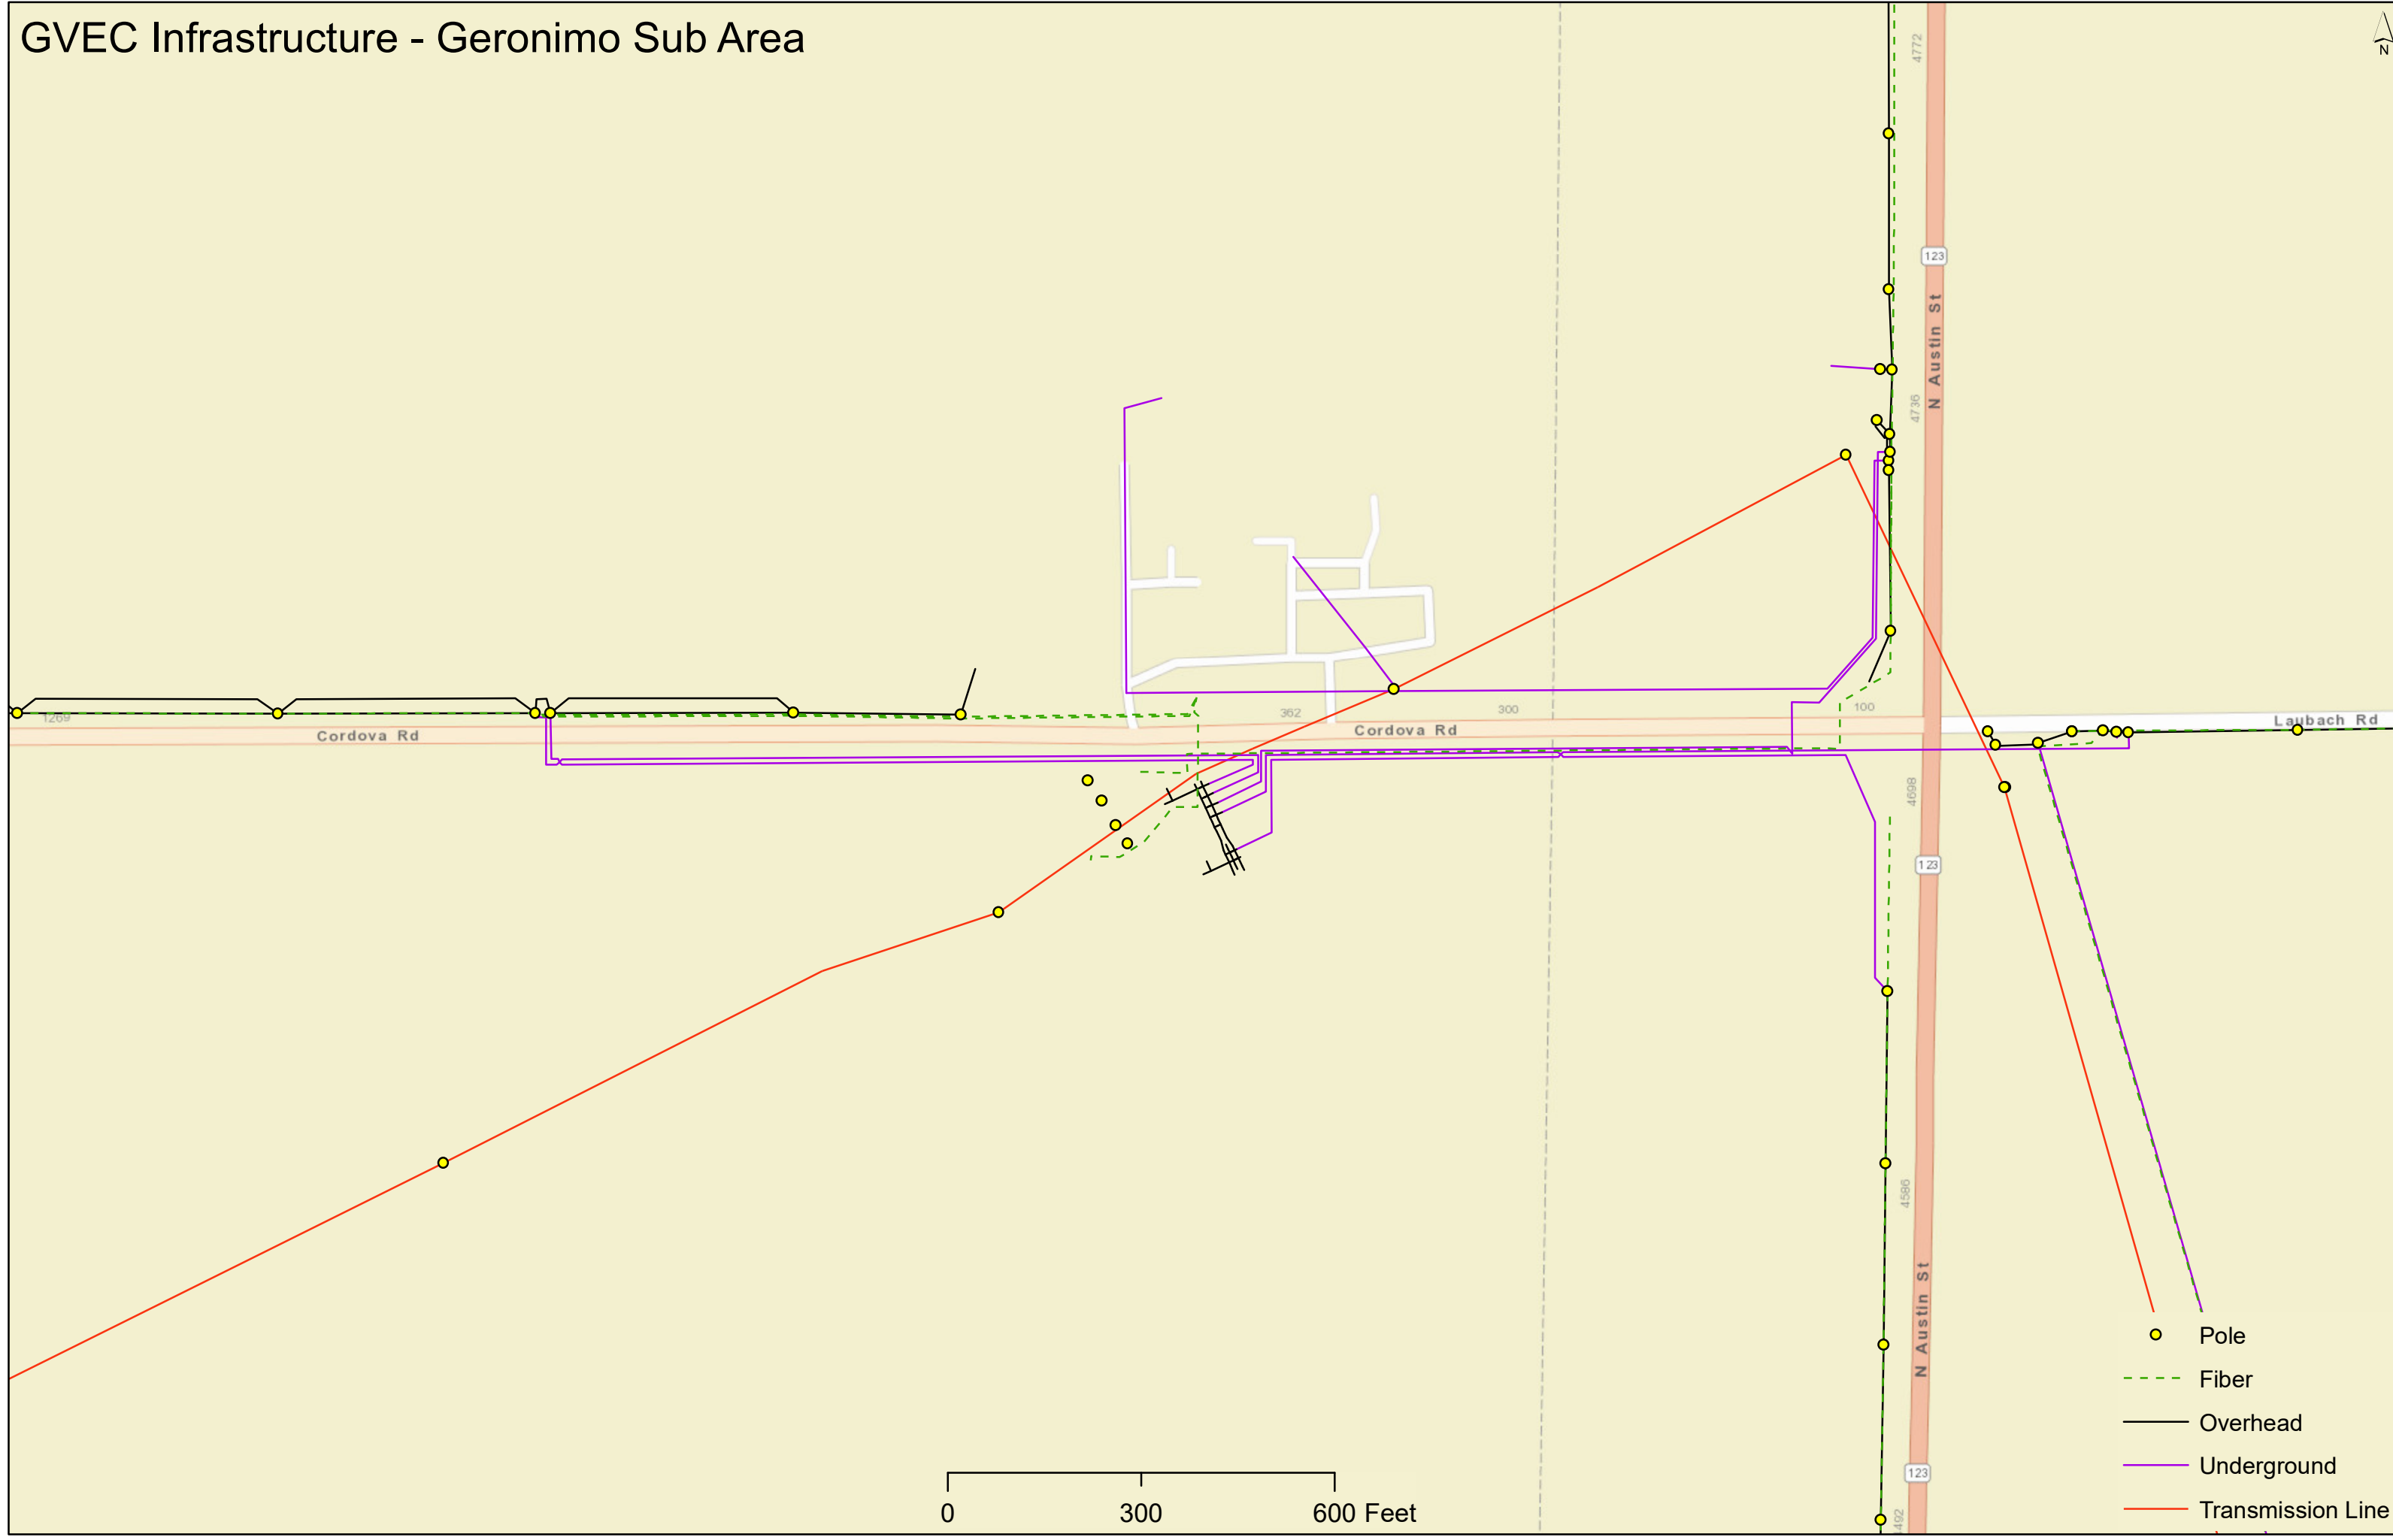 GVEC Infrastructure - Geronimo Sub Area
N
4772
123
N Austin St
4736
1269
Cordova Rd
362
Cordova Rd
300
100
Laubach Rd
4698
123
4586
N Austin St
123
0 300 600 Feet
Pole
Fiber
Overhead
Underground
Transmission Line